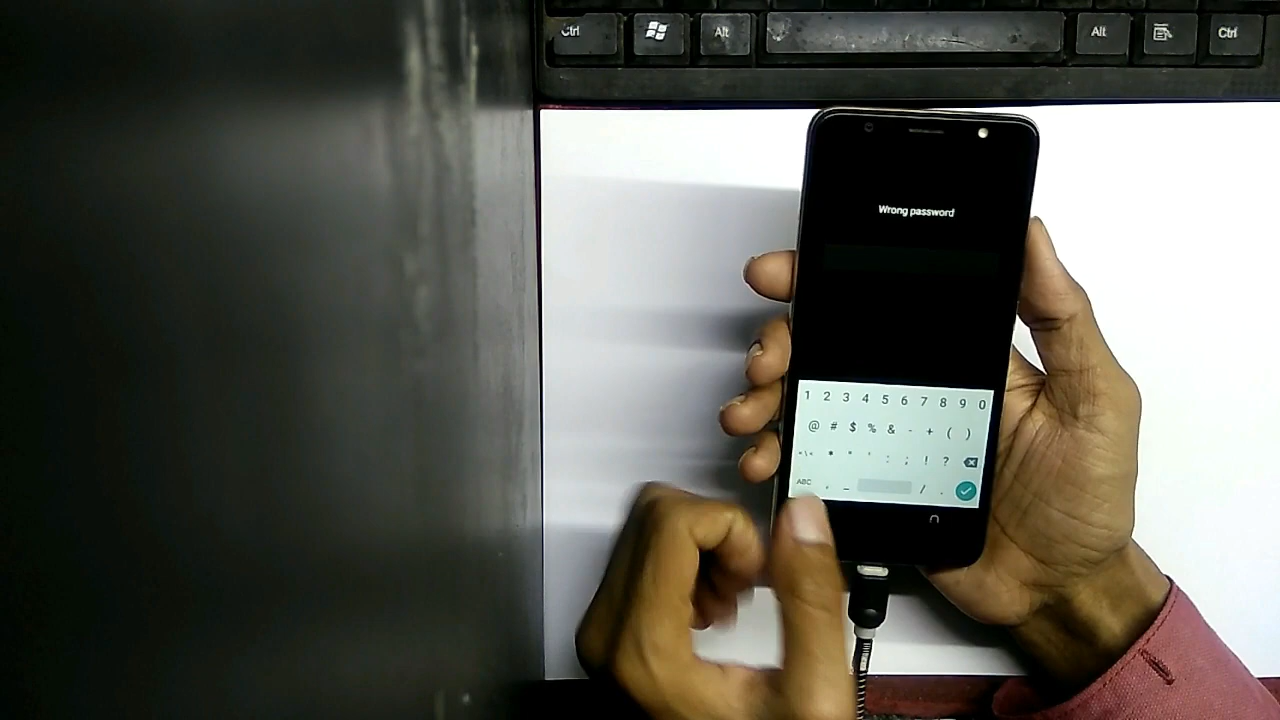 Ctrl Alt Alt Ctrl
Wrong password
1 2 3 4 5 6 7 8 9 0
@ # $ % & - + ( )
! ?
ABC , _ / .